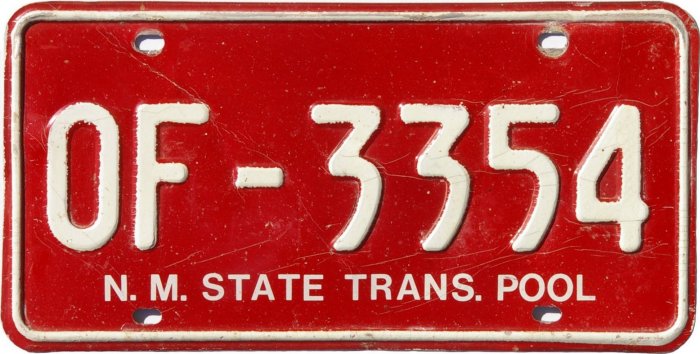 OF-3354
N. M. STATE TRANS. POOL